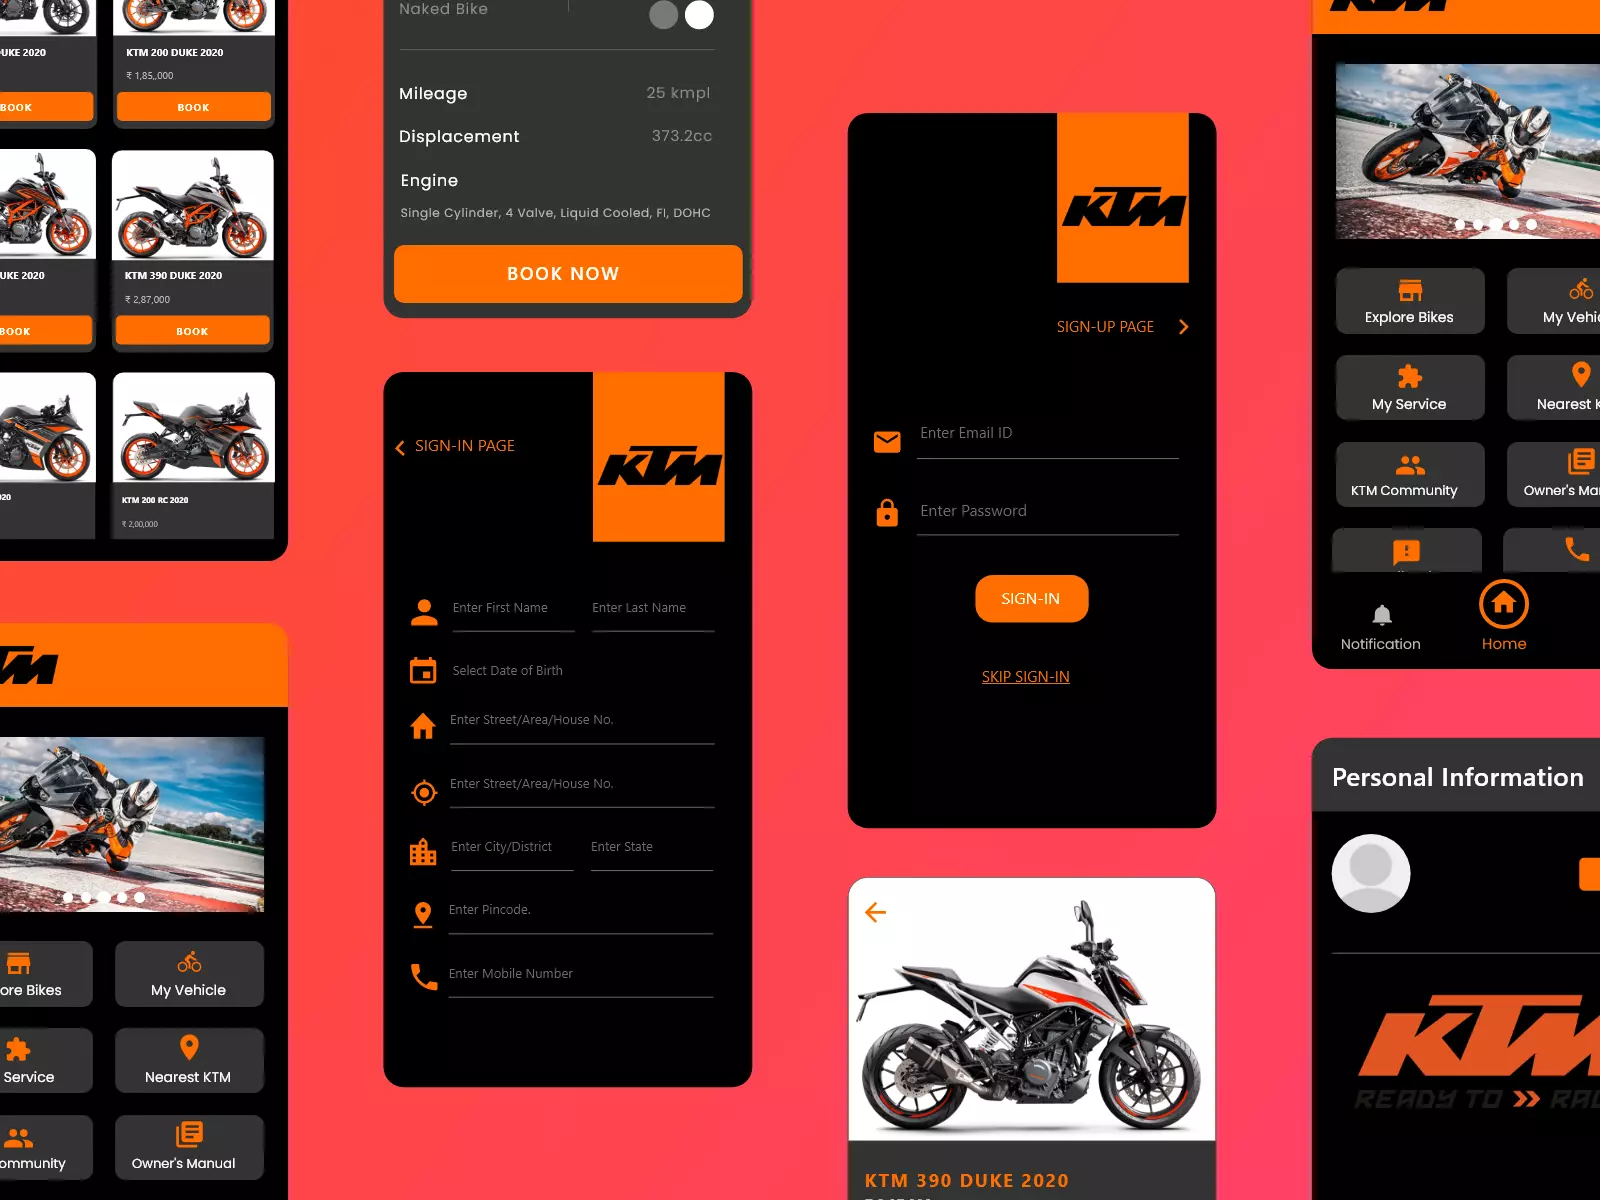 DUKE 2020
KTM 200 DUKE 2020
₹ 1,85,,000
BOOK
BOOK
UKE 2020
KTM 390 DUKE 2020
₹ 2,87,000
BOOK
BOOK
020
KTM 200 RC 2020
₹ 2,00,000
KTM
ore Bikes
My Vehicle
Service
Nearest KTM
ommunity
Owner's Manual
Naked Bike
Mileage
25 kmpl
Displacement
373.2cc
Engine
Single Cylinder, 4 Valve, Liquid Cooled, FI, DOHC
BOOK NOW
KTM
SIGN-IN PAGE
Enter First Name
Enter Last Name
Select Date of Birth
Enter Street/Area/House No.
Enter Street/Area/House No.
Enter City/District
Enter State
Enter Pincode.
Enter Mobile Number
KTM
SIGN-UP PAGE
Enter Email ID
Enter Password
SIGN-IN
SKIP SIGN-IN
KTM 390 DUKE 2020
KTM
Explore Bikes
My Vehic
My Service
Nearest K
KTM Community
Owner's Ma
Notification
Home
Personal Information
KTM
READY TO RAC